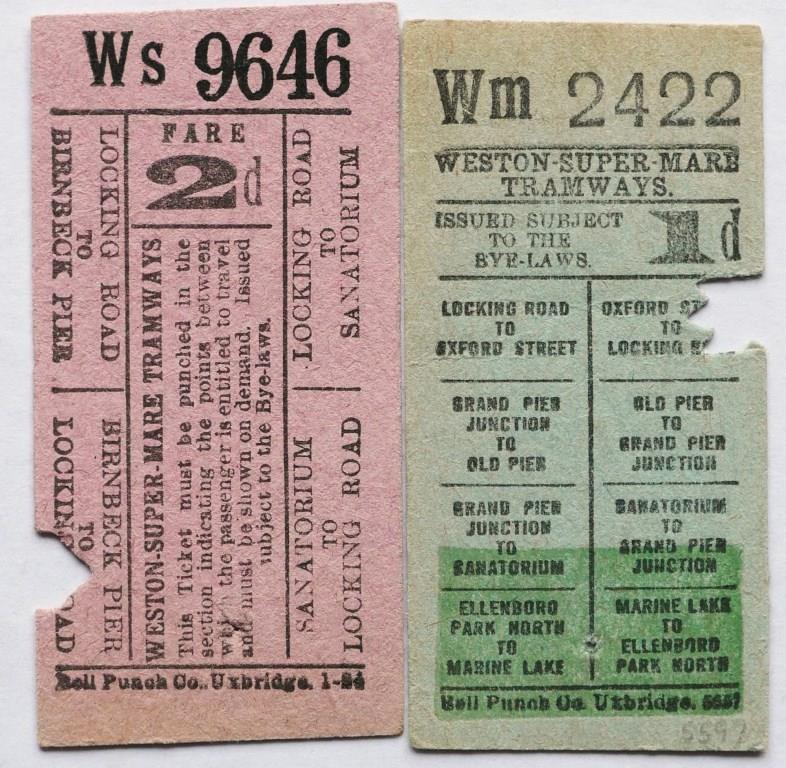 Ws 9646
LOCKING ROAD
TO
BIRNBECK PIER
BIRNBECK PIER
TO
FARE
2d
WESTON-SUPER-MARE TRAMWAYS
This Ticket must be punched in the
section indicating the points between
which the passenger is entitled to travel
and must be shown on demand. Issued
subject to the Bye-laws.
LOCKING ROAD
TO
SANATORIUM
SANATORIUM
TO
LOCKING ROAD
Bell Punch Co., Uxbridge.
Wm 2422
WESTON-SUPER-MARE
TRAMWAYS.
ISSUED SUBJECT
TO THE
BYE-LAWS.
1d
LOCKING ROAD
TO
OXFORD STREET
OXFORD
TO
LOCKING
GRAND PIER
JUNCTION
TO
OLD PIER
OLD PIER
TO
GRAND PIER
JUNCTION
GRAND PIER
JUNCTION
TO
SANATORIUM
SANATORIUM
TO
GRAND PIER
JUNCTION
ELLENBORO
PARK NORTH
TO
MARINE LAKE
MARINE LAKE
TO
ELLENBORO
PARK NORTH
Bell Punch Co. Uxbridge.